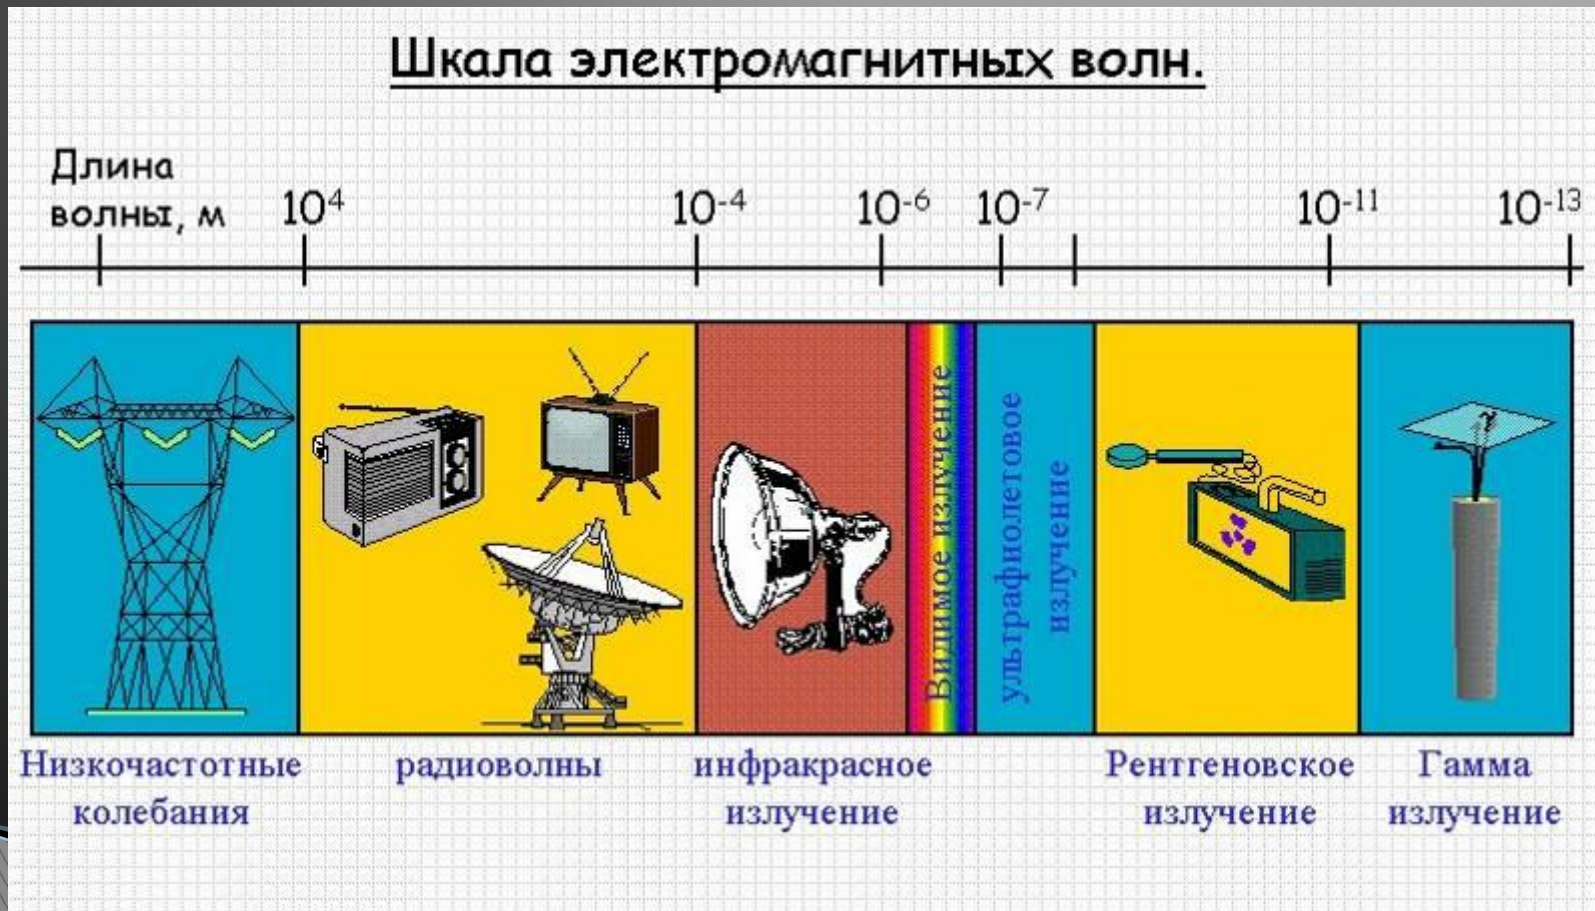 Шкала электромагнитных волн.
Длина
волны, м
10⁴
10⁻⁴
10⁻⁶
10⁻⁷
10⁻¹¹
10⁻¹³
Видимое излучение
ультрафиолетовое
излучение
Низкочастотные
колебания
радиоволны
инфракрасное
излучение
Рентгеновское
излучение
Гамма
излучение